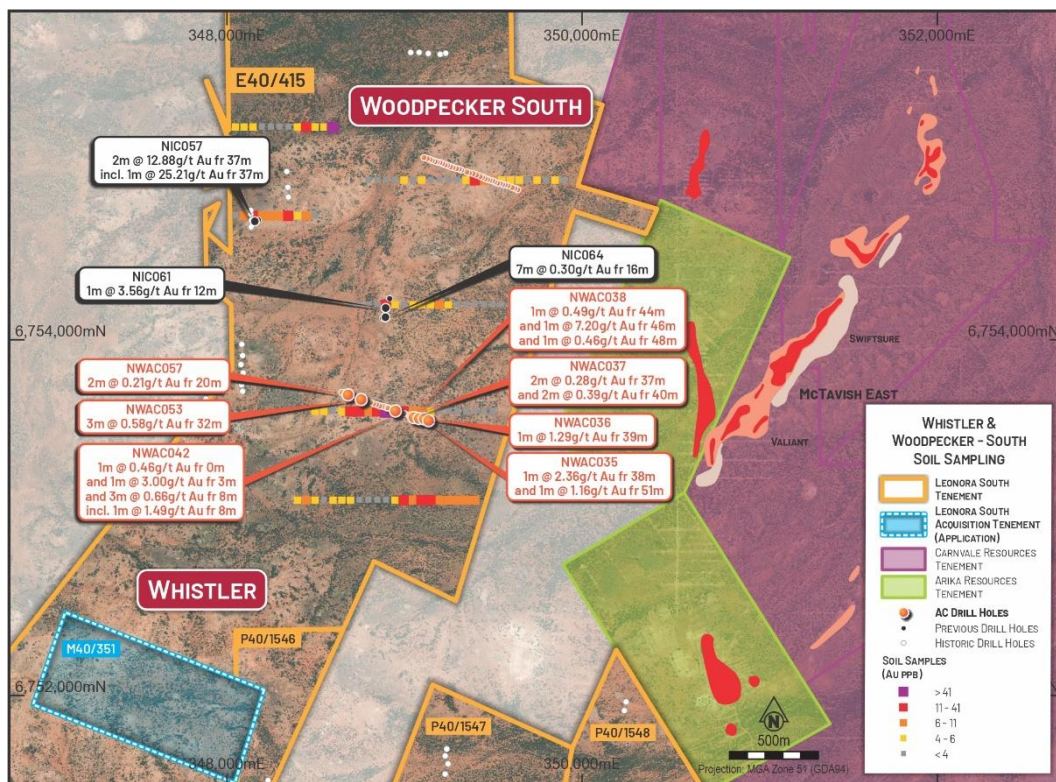 348,000mE
350,000mE
352,000mE
E40/415
WOODPECKER SOUTH
NIC057
2m @ 12.88g/t Au fr 37m
incl. 1m @ 25.21g/t Au fr 37m
NIC061
1m @ 3.56g/t Au fr 12m
NIC064
7m @ 0.30g/t Au fr 16m
NWAC038
1m @ 0.49g/t Au fr 44m
and 1m @ 7.20g/t Au fr 46m
and 1m @ 0.46g/t Au fr 48m
6,754,000mN
6,754,000mN
SWIFTSURE
NWAC057
2m @ 0.21g/t Au fr 20m
NWAC037
2m @ 0.28g/t Au fr 37m
and 2m @ 0.39g/t Au fr 40m
MCTAVISH EAST
NWAC053
3m @ 0.58g/t Au fr 32m
NWAC036
1m @ 1.29g/t Au fr 39m
VALIANT
NWAC042
1m @ 0.46g/t Au fr 0m
and 1m @ 3.00g/t Au fr 3m
and 3m @ 0.66g/t Au fr 8m
incl. 1m @ 1.49g/t Au fr 8m
NWAC035
1m @ 2.36g/t Au fr 38m
and 1m @ 1.16g/t Au fr 51m
WHISTLER
M40/351
P40/1546
6,752,000mN
P40/1547
P40/1548
348,000mE
350,000mE
WHISTLER &
WOODPECKER - SOUTH
SOIL SAMPLING
LEONORA SOUTH
TENEMENT
LEONORA SOUTH
ACQUISITION TENEMENT
(APPLICATION)
CARNVALE RESOURCES
TENEMENT
ARIKA RESOURCES
TENEMENT
AC DRILL HOLES
PREVIOUS DRILL HOLES
HISTORIC DRILL HOLES
SOIL SAMPLES
(AU PPB)
> 41
11 - 41
6 - 11
4 - 6
< 4
N
500m
Projection: MGA Zone 51 (GDA94)